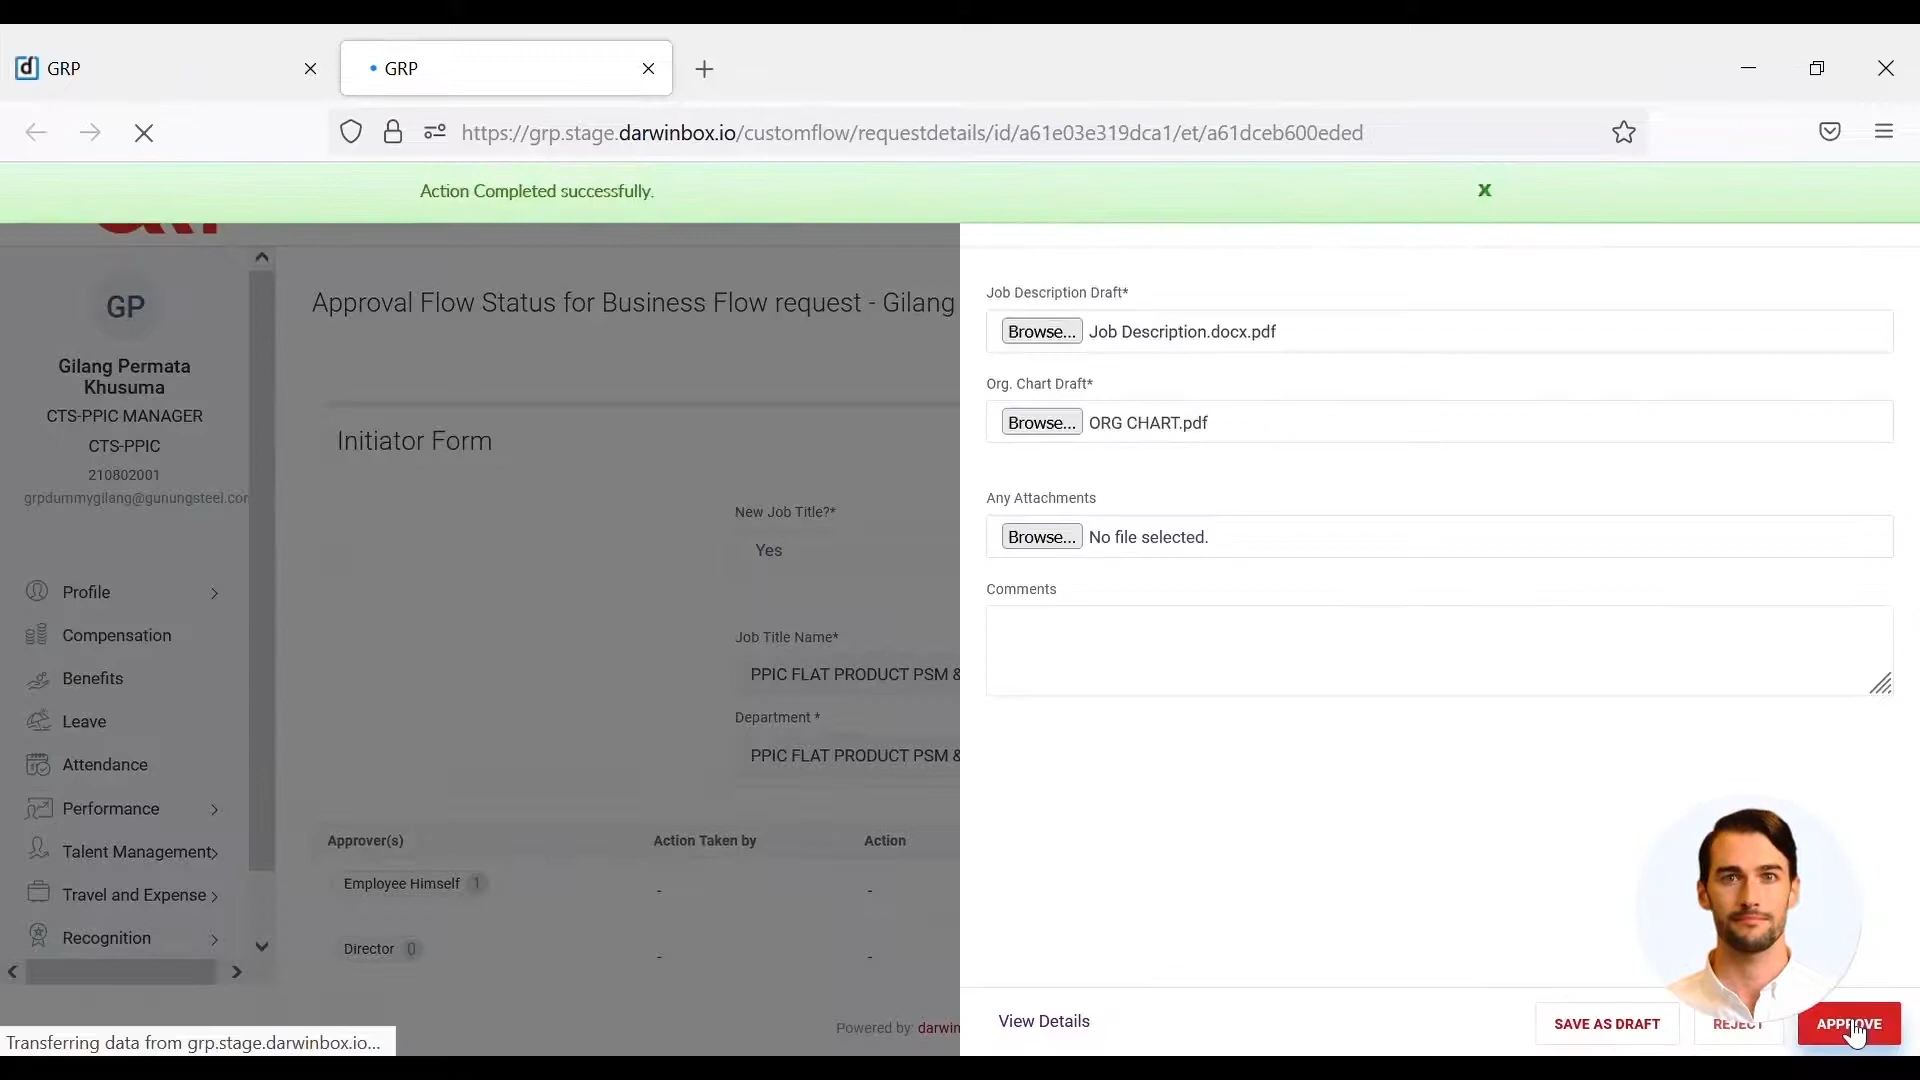 GRP
GRP
https://grp.stage.darwinbox.io/customflow/requestdetails/id/a61e03e319dca1/et/a61dceb600eded
Action Completed successfully.
X
GP
Gilang Permata
Khusuma
CTS-PPIC MANAGER
CTS-PPIC
210802001
grpdummygilang@gunungsteel.cor
Profile
Compensation
Benefits
Leave
Attendance
Performance
Talent Management
Travel and Expense
Recognition
Approval Flow Status for Business Flow request - Gilang
Initiator Form
New Job Title?*
Yes
Job Title Name*
PPIC FLAT PRODUCT PSM &
Department *
PPIC FLAT PRODUCT PSM &
Approver(s) Action Taken by Action
Employee Himself 1 - -
Director 0 - -
Powered by: darwin
Job Description Draft*
Browse... Job Description.docx.pdf
Org. Chart Draft*
Browse... ORG CHART.pdf
Any Attachments
Browse... No file selected.
Comments
View Details
SAVE AS DRAFT
REJECT
APPROVE
Transferring data from grp.stage.darwinbox.io...